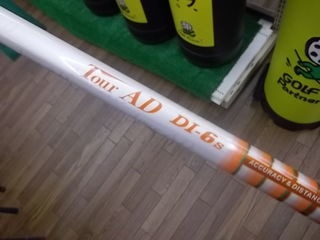 Tour AD DI-6s
ACCURACY & DISTANC
GOLF
Partner